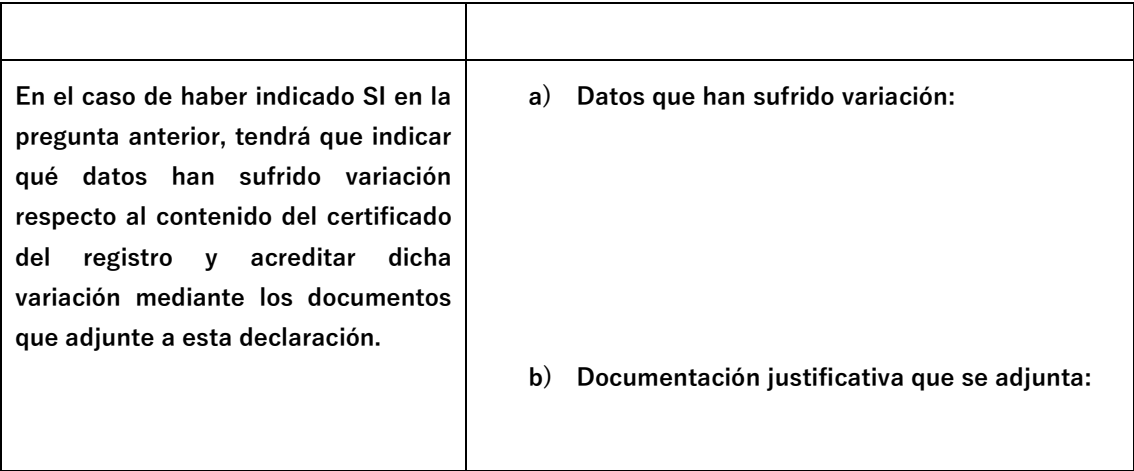 En el caso de haber indicado SI en la
pregunta anterior, tendrá que indicar
qué datos han sufrido variación
respecto al contenido del certificado
del registro y acreditar dicha
variación mediante los documentos
que adjunte a esta declaración.
a) Datos que han sufrido variación:
b) Documentación justificativa que se adjunta: